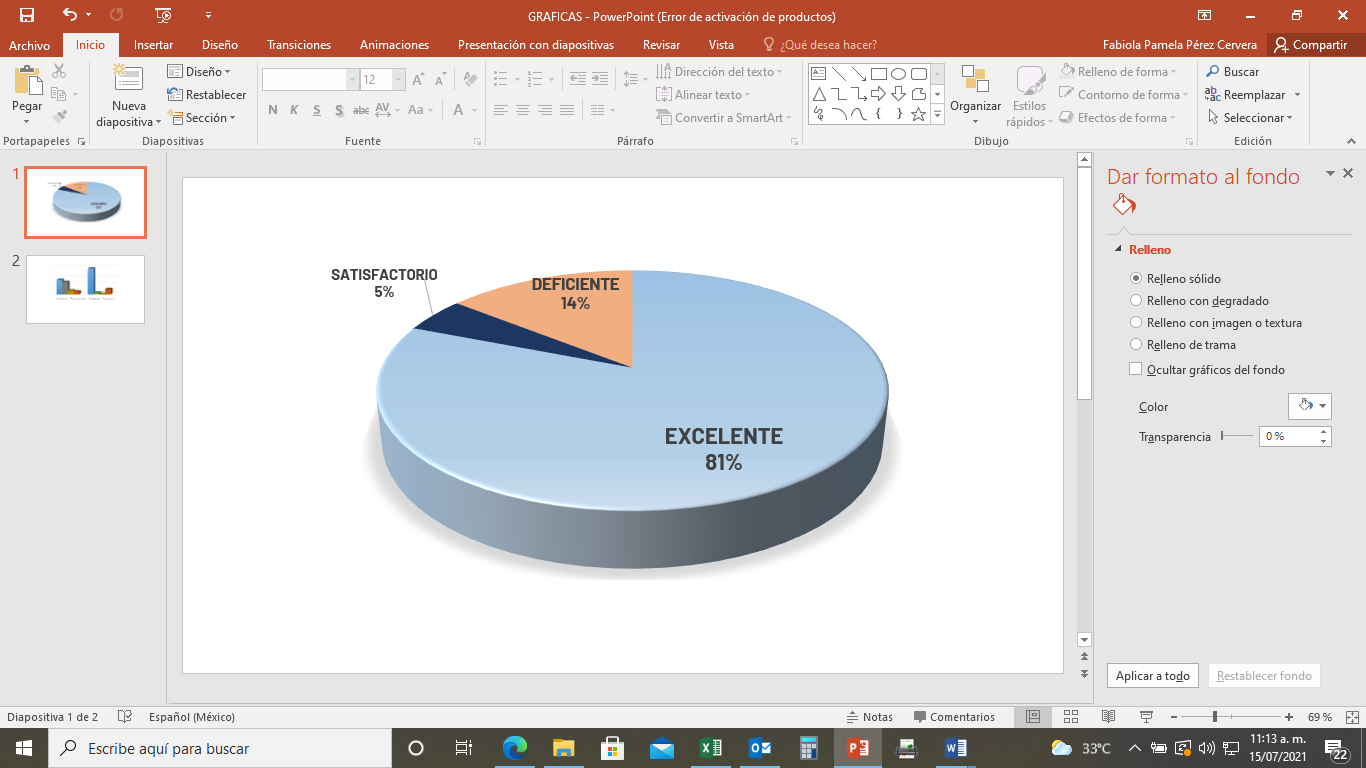 GRAFICAS - PowerPoint (Error de activación de productos)
Archivo Inicio Insertar Diseño Transiciones Animaciones Presentación con diapositivas Revisar Vista ¿Qué desea hacer? Fabiola Pamela Pérez Cervera Compartir
Pegar
Portapapeles
Nueva diapositiva
Diseño
Restablecer
Sección
Diapositivas
12
N K S S abc AV Aa A
Fuente
Dirección del texto
Alinear texto
Convertir a SmartArt
Párrafo
Organizar
Estilos rápidos
Relleno de forma
Contorno de forma
Efectos de forma
Dibujo
Buscar
Reemplazar
Seleccionar
Edición
1
2
SATISFACTORIO
5%
DEFICIENTE
14%
EXCELENTE
81%
Dar formato al fondo
Relleno
Relleno sólido
Relleno con degradado
Relleno con imagen o textura
Relleno de trama
Ocultar gráficos del fondo
Color
Transparencia 0 %
Aplicar a todo Restablecer fondo
Diapositiva 1 de 2 Español (México) Notas Comentarios 69 %
Escribe aquí para buscar
33°C
11:13 a. m.
15/07/2021
22